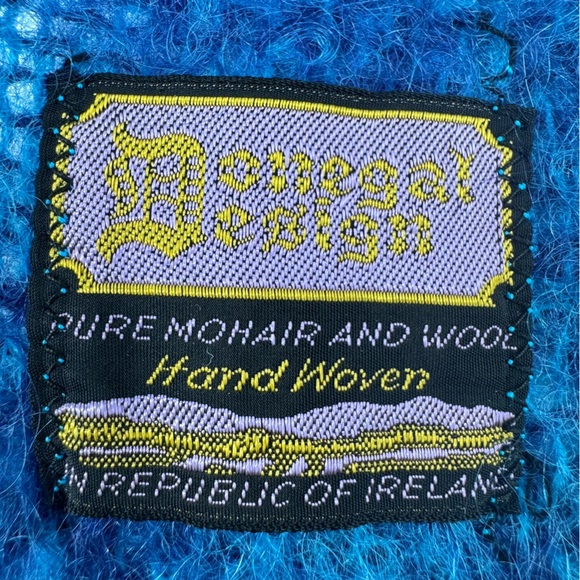 Donegal
Design
PURE MOHAIR AND WOOL
Hand Woven
IN REPUBLIC OF IRELAND